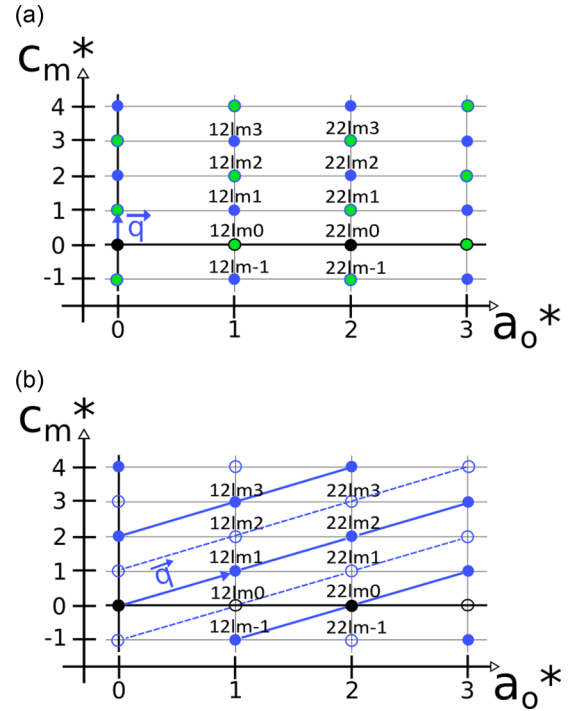 (a)
cm*
4
3
12lm3
22lm3
2
12lm2
22lm2
1
12lm1
22lm1
q
0
12lm0
22lm0
-1
12lm-1
22lm-1
0 1 2 3
ao*
(b)
cm*
4
3
12lm3
22lm3
2
12lm2
22lm2
1
12lm1
22lm1
q
0
12lm0
22lm0
-1
12lm-1
22lm-1
0 1 2 3
ao*